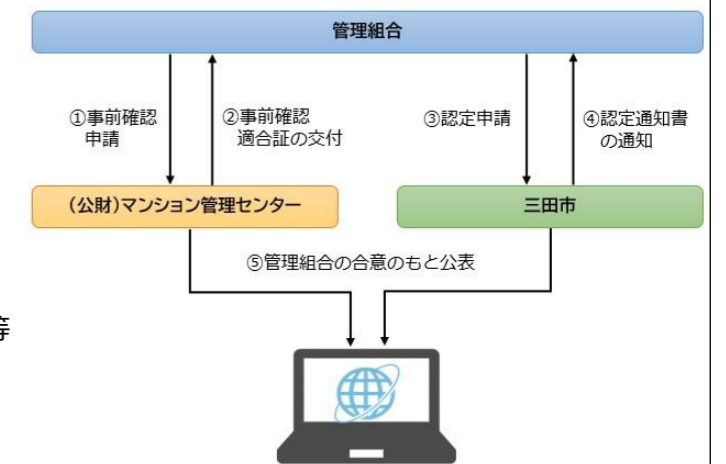 管理組合
①事前確認
申請
②事前確認
適合証の交付
③認定申請
④認定通知書
の通知
(公財)マンション管理センター
三田市
⑤管理組合の合意のもと公表
等